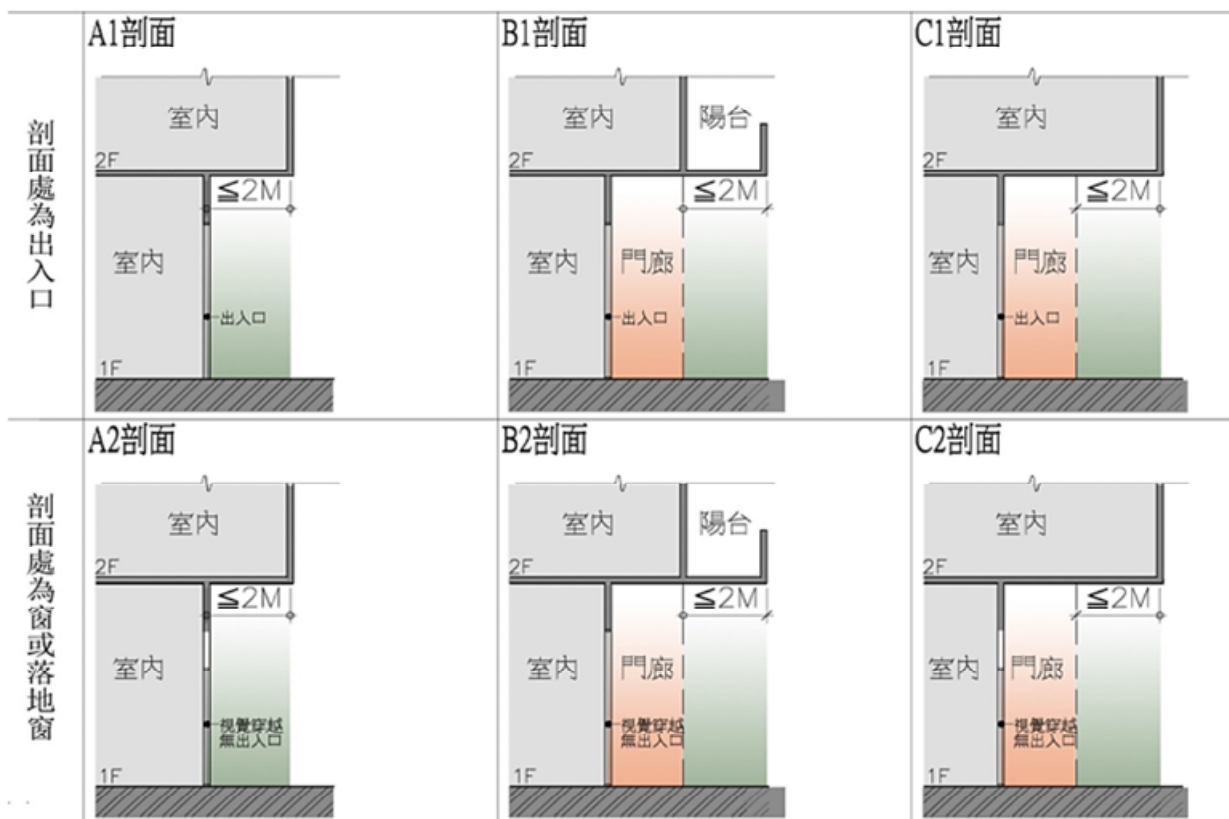 A1剖面
B1剖面
C1剖面
剖面處為出入口
室內
2F
≦2M
室內
出入口
1F
室內
陽台
2F
≦2M
室內
門廊
出入口
1F
室內
2F
≦2M
室內
門廊
出入口
1F
A2剖面
B2剖面
C2剖面
剖面處為窗或落地窗
室內
2F
≦2M
室內
視覺穿越
無出入口
1F
室內
陽台
2F
≦2M
室內
門廊
視覺穿越
無出入口
1F
室內
2F
≦2M
室內
門廊
視覺穿越
無出入口
1F